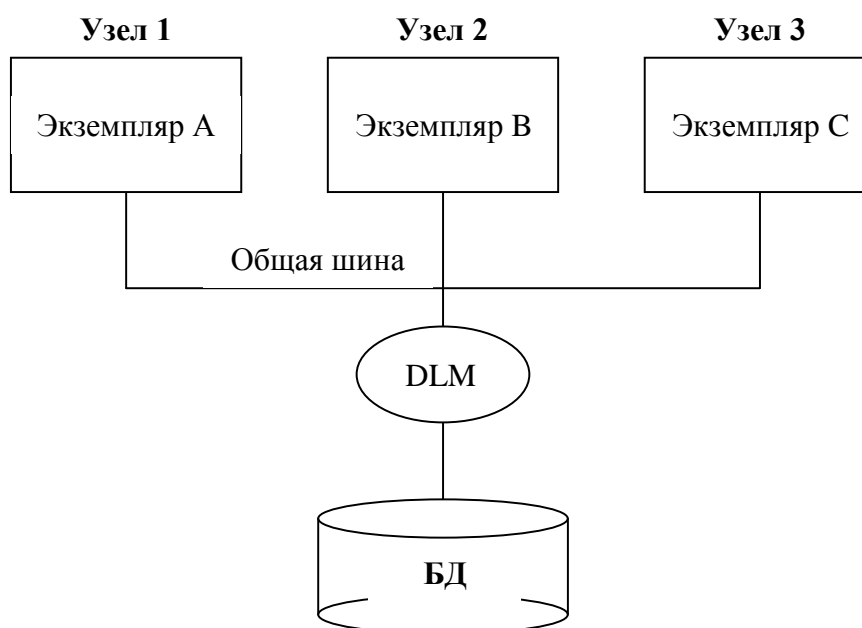 Узел 1 Узел 2 Узел 3
Экземпляр А Экземпляр В Экземпляр С
Общая шина
DLM
БД